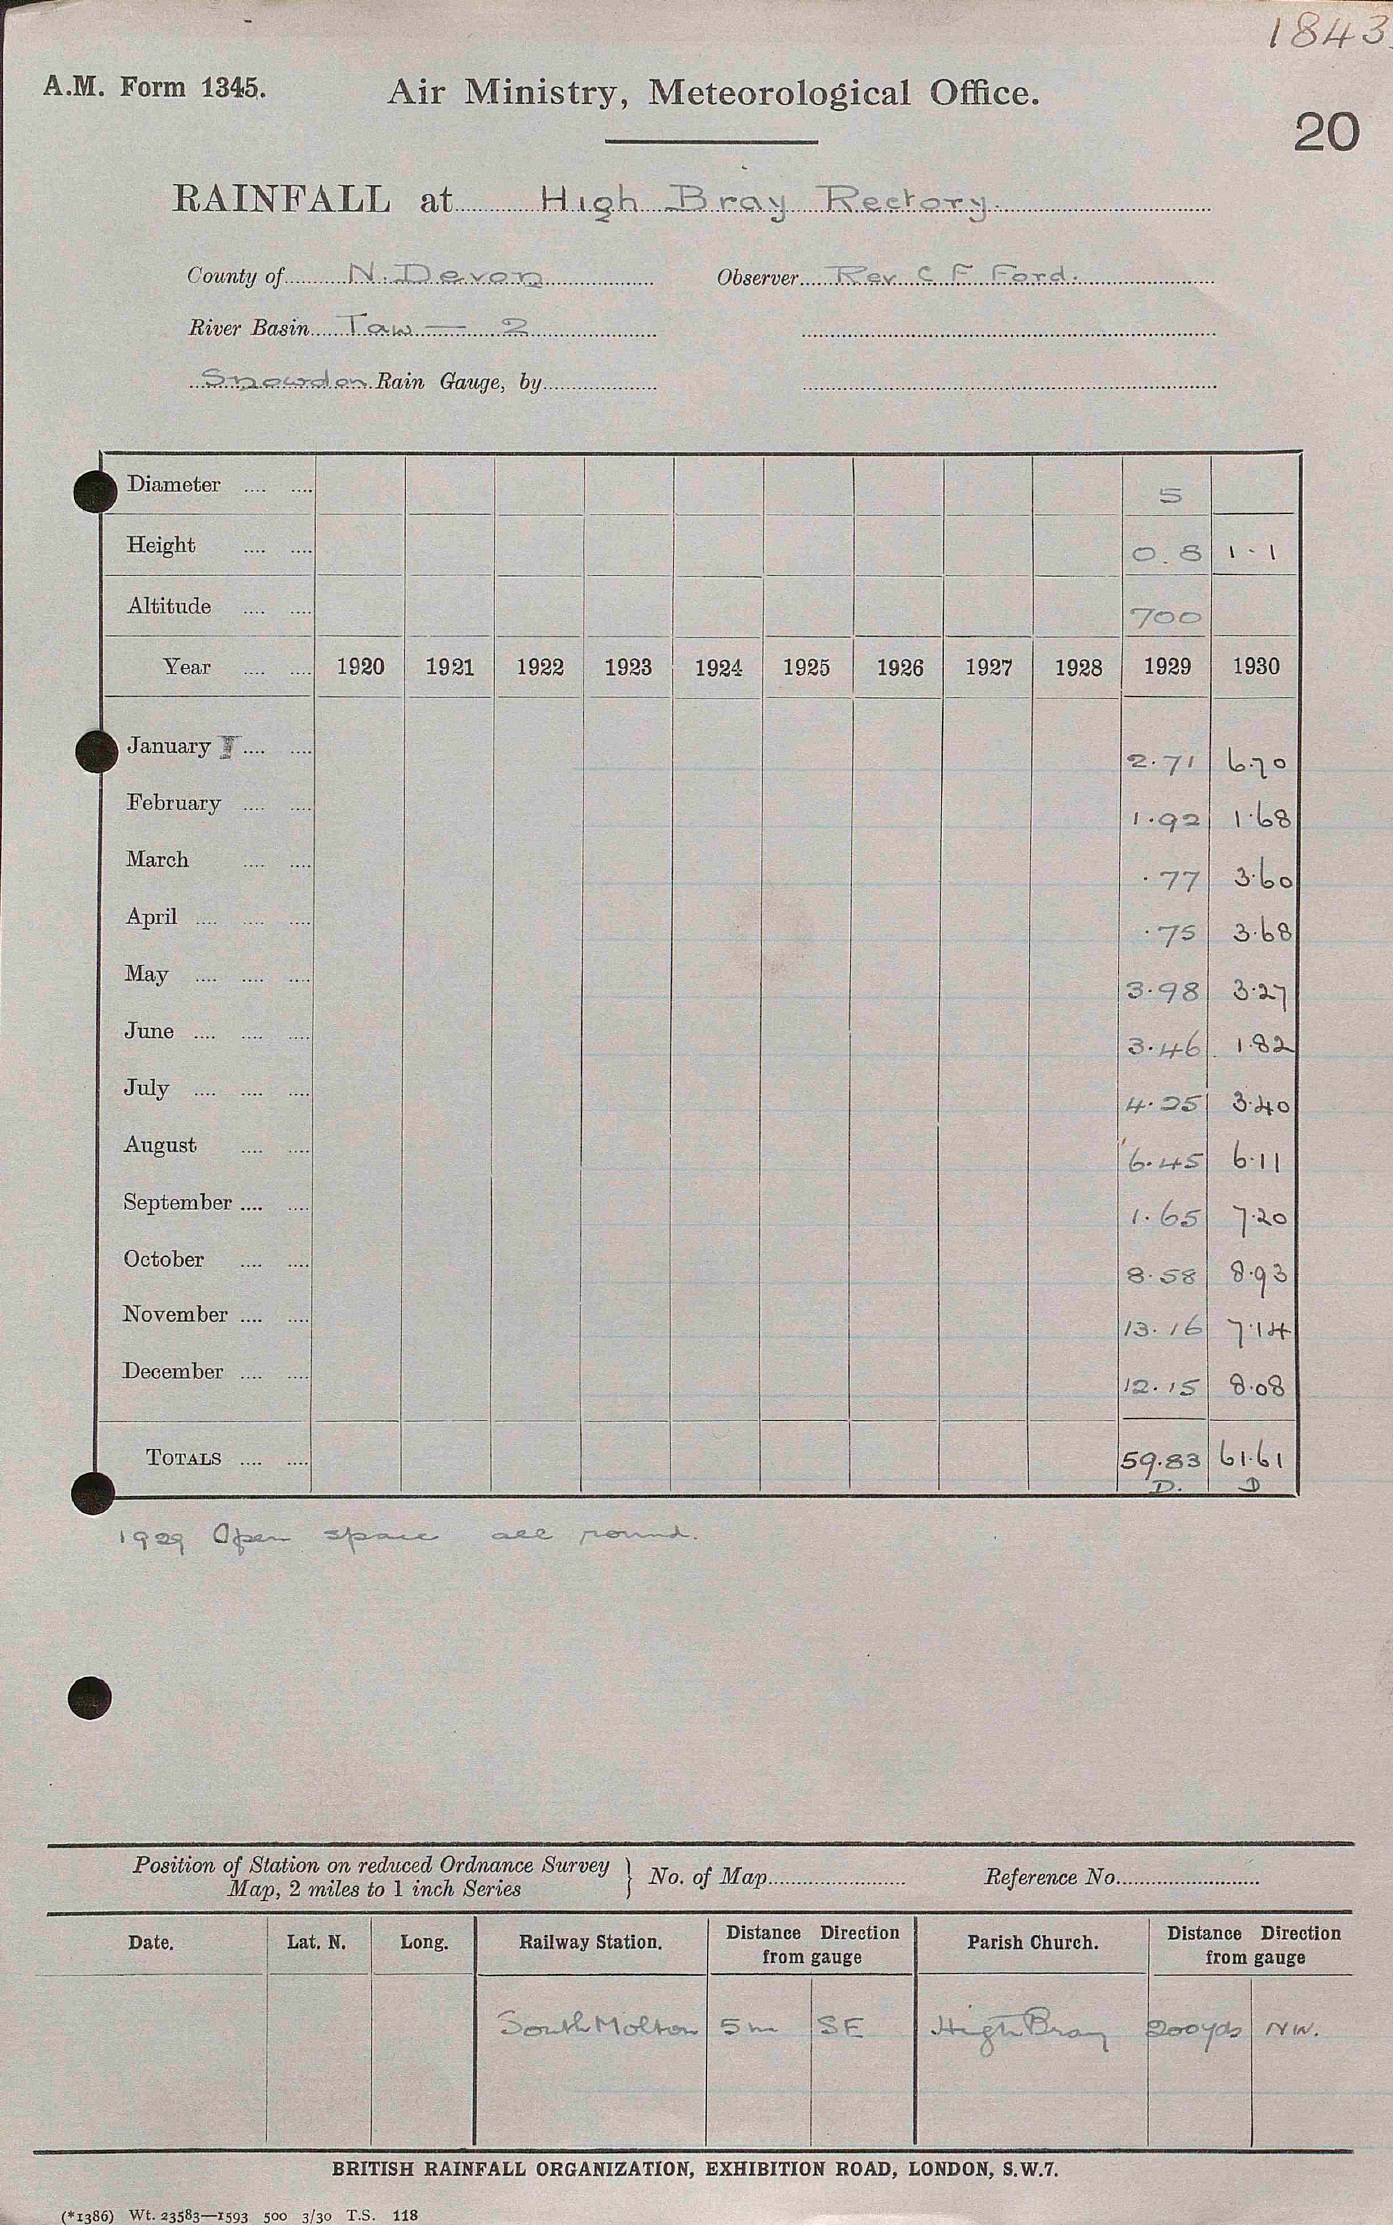 1843.
A.M. Form 1345. Air Ministry, Meteorological Office.
20
RAINFALL at High Bray Rectory.
County of N. Devon Observer Rev C F Ford.
River Basin Taw — 2
Snowdon Rain Gauge, by
Diameter .... .... 5
Height .... .... 0.8 1.1
Altitude .... .... 700
Year .... .... 1920 1921 1922 1923 1924 1925 1926 1927 1928 1929 1930
January I .... .... 2.71 6.70
February .... .... 1.92 1.68
March .... .... .77 3.60
April .... .... .... .75 3.68
May .... .... .... 3.98 3.27
June .... .... .... 3.46 1.82
July .... .... .... 4.25 3.40
August .... .... 6.45 6.11
September .... .... 1.65 7.20
October .... .... 8.58 8.93
November .... .... 13.16 7.14
December .... .... 12.15 8.08
TOTALS .... .... 59.83 61.61
D. D
1929 Open space all round.
Position of Station on reduced Ordnance Survey
Map, 2 miles to 1 inch Series } No. of Map Reference No.
Date. Lat. N. Long. Railway Station. Distance Direction from gauge Parish Church. Distance Direction from gauge
South Molton 5 m SE High Bray 200yds NW.
BRITISH RAINFALL ORGANIZATION, EXHIBITION ROAD, LONDON, S.W.7.
(*1386) Wt. 23583—1593 500 3/30 T.S. 118